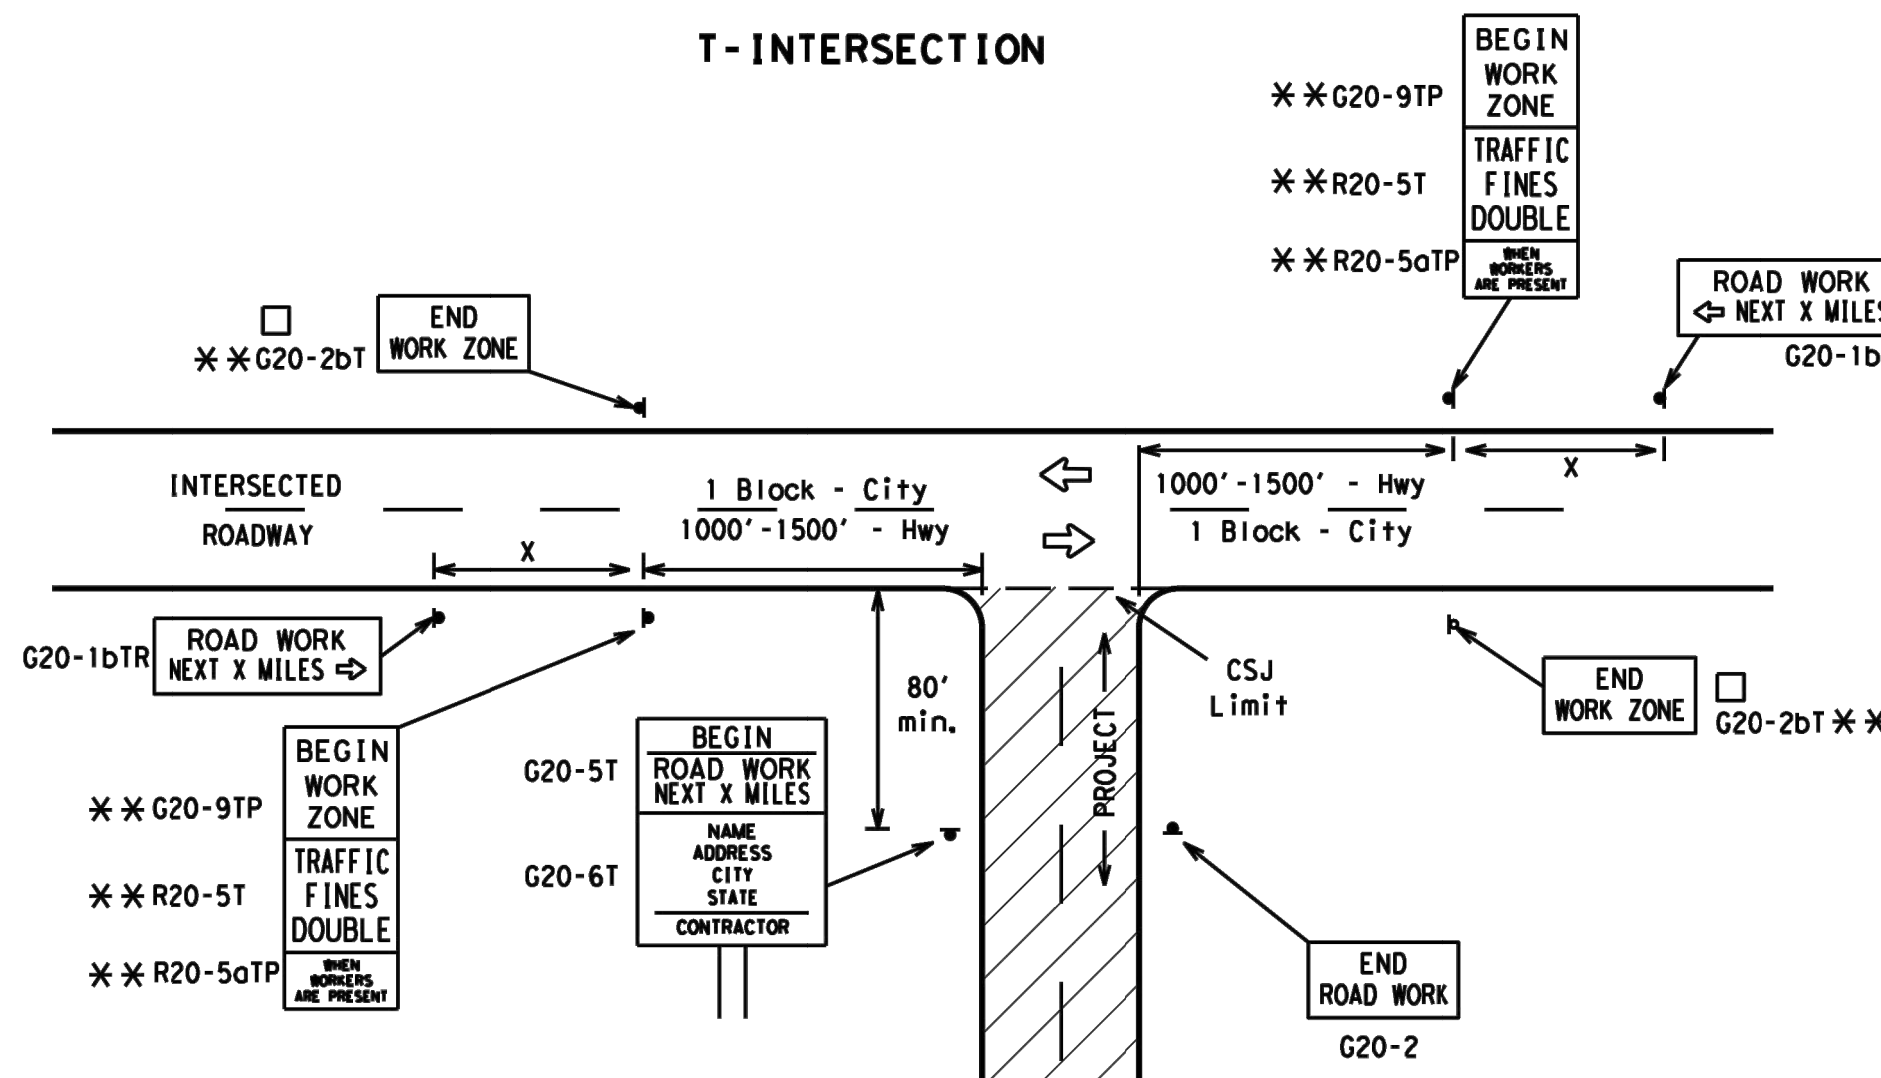 T-INTERSECTION
BEGIN
WORK
ZONE
**G20-9TP
TRAFFIC
FINES
DOUBLE
**R20-5T
WHEN
WORKERS
ARE PRESENT
**R20-5aTP
ROAD WORK
⇦ NEXT X MILES
G20-1b
END
WORK ZONE
□
**G20-2bT
INTERSECTED
ROADWAY
1 Block - City
1000'-1500' - Hwy
X
1000'-1500' - Hwy
1 Block - City
X
G20-1bTR
ROAD WORK
NEXT X MILES ⇨
80'
min.
CSJ
Limit
PROJECT
END
WORK ZONE
□
G20-2bT **
BEGIN
WORK
ZONE
** G20-9TP
TRAFFIC
FINES
DOUBLE
** R20-5T
WHEN
WORKERS
ARE PRESENT
** R20-5aTP
G20-5T
BEGIN
ROAD WORK
NEXT X MILES
G20-6T
NAME
ADDRESS
CITY
STATE
CONTRACTOR
END
ROAD WORK
G20-2